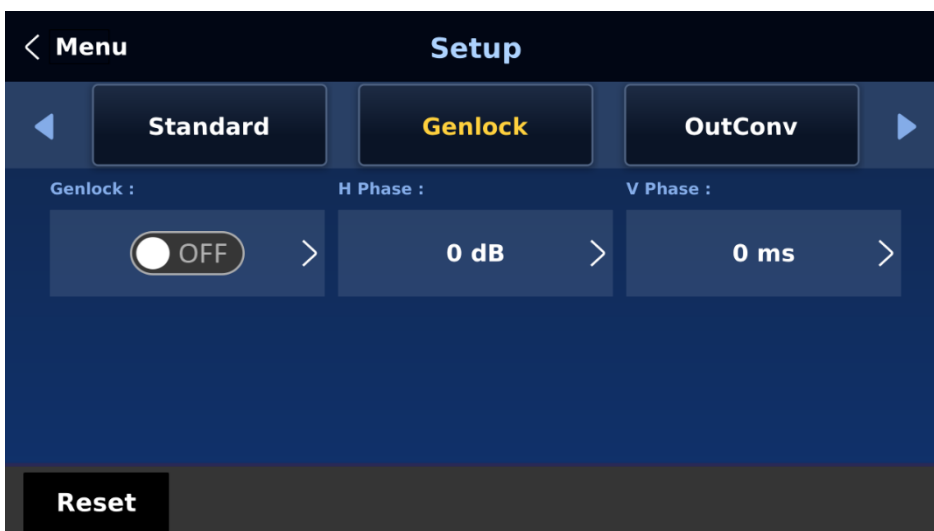 Menu
Setup
Standard
Genlock
OutConv
Genlock :
H Phase :
V Phase :
OFF
0 dB
0 ms
Reset